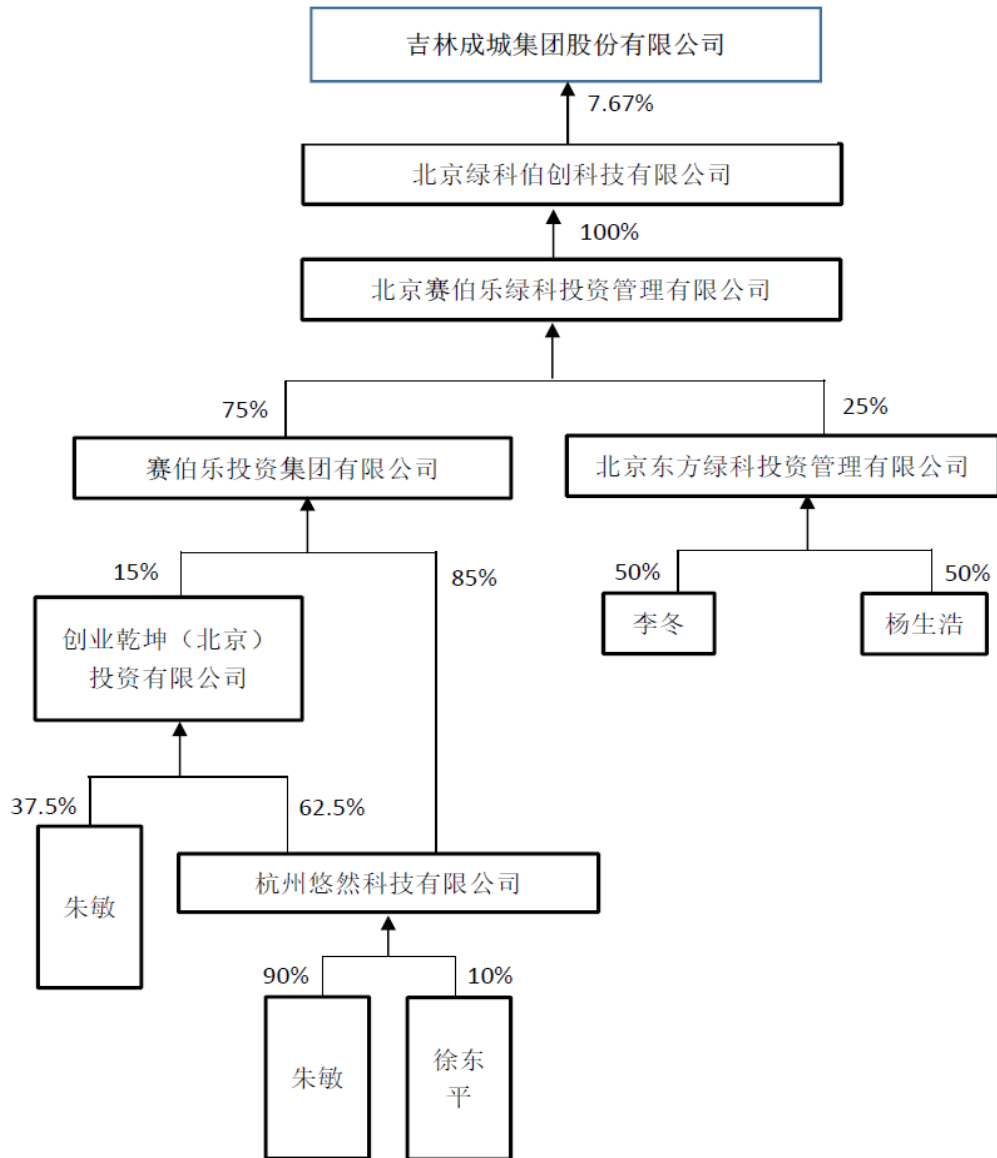 吉林成城集团股份有限公司
7.67%
北京绿科伯创科技有限公司
100%
北京赛伯乐绿科投资管理有限公司
75%
25%
赛伯乐投资集团有限公司
北京东方绿科投资管理有限公司
15%
85%
50%
50%
创业乾坤（北京）
投资有限公司
李冬
杨生浩
37.5%
62.5%
朱敏
杭州悠然科技有限公司
90%
10%
朱敏
徐东
平